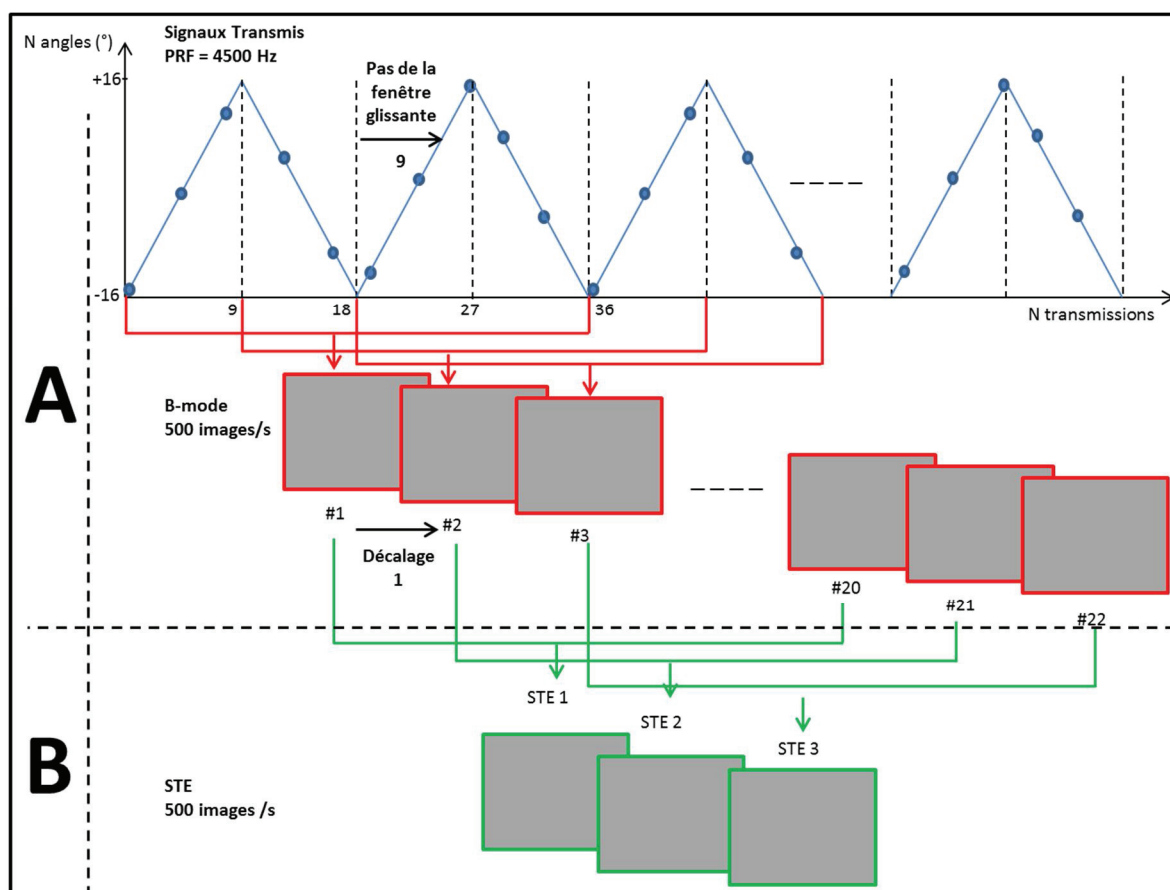 Signaux Transmis
PRF = 4500 Hz
N angles (°)
+16
Pas de la
fenêtre
glissante
9
-16
9
18
27
36
N transmissions
A
B-mode
500 images/s
#1
#2
#3
Décalage
1
#20
#21
#22
STE 1
STE 2
STE 3
B
STE
500 images /s